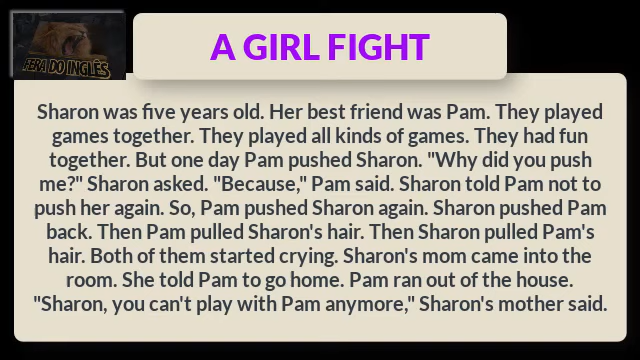 FERA DO INGLÊS
A GIRL FIGHT
Sharon was five years old. Her best friend was Pam. They played
games together. They played all kinds of games. They had fun
together. But one day Pam pushed Sharon. "Why did you push
me?" Sharon asked. "Because," Pam said. Sharon told Pam not to
push her again. So, Pam pushed Sharon again. Sharon pushed Pam
back. Then Pam pulled Sharon's hair. Then Sharon pulled Pam's
hair. Both of them started crying. Sharon's mom came into the
room. She told Pam to go home. Pam ran out of the house.
"Sharon, you can't play with Pam anymore," Sharon's mother said.